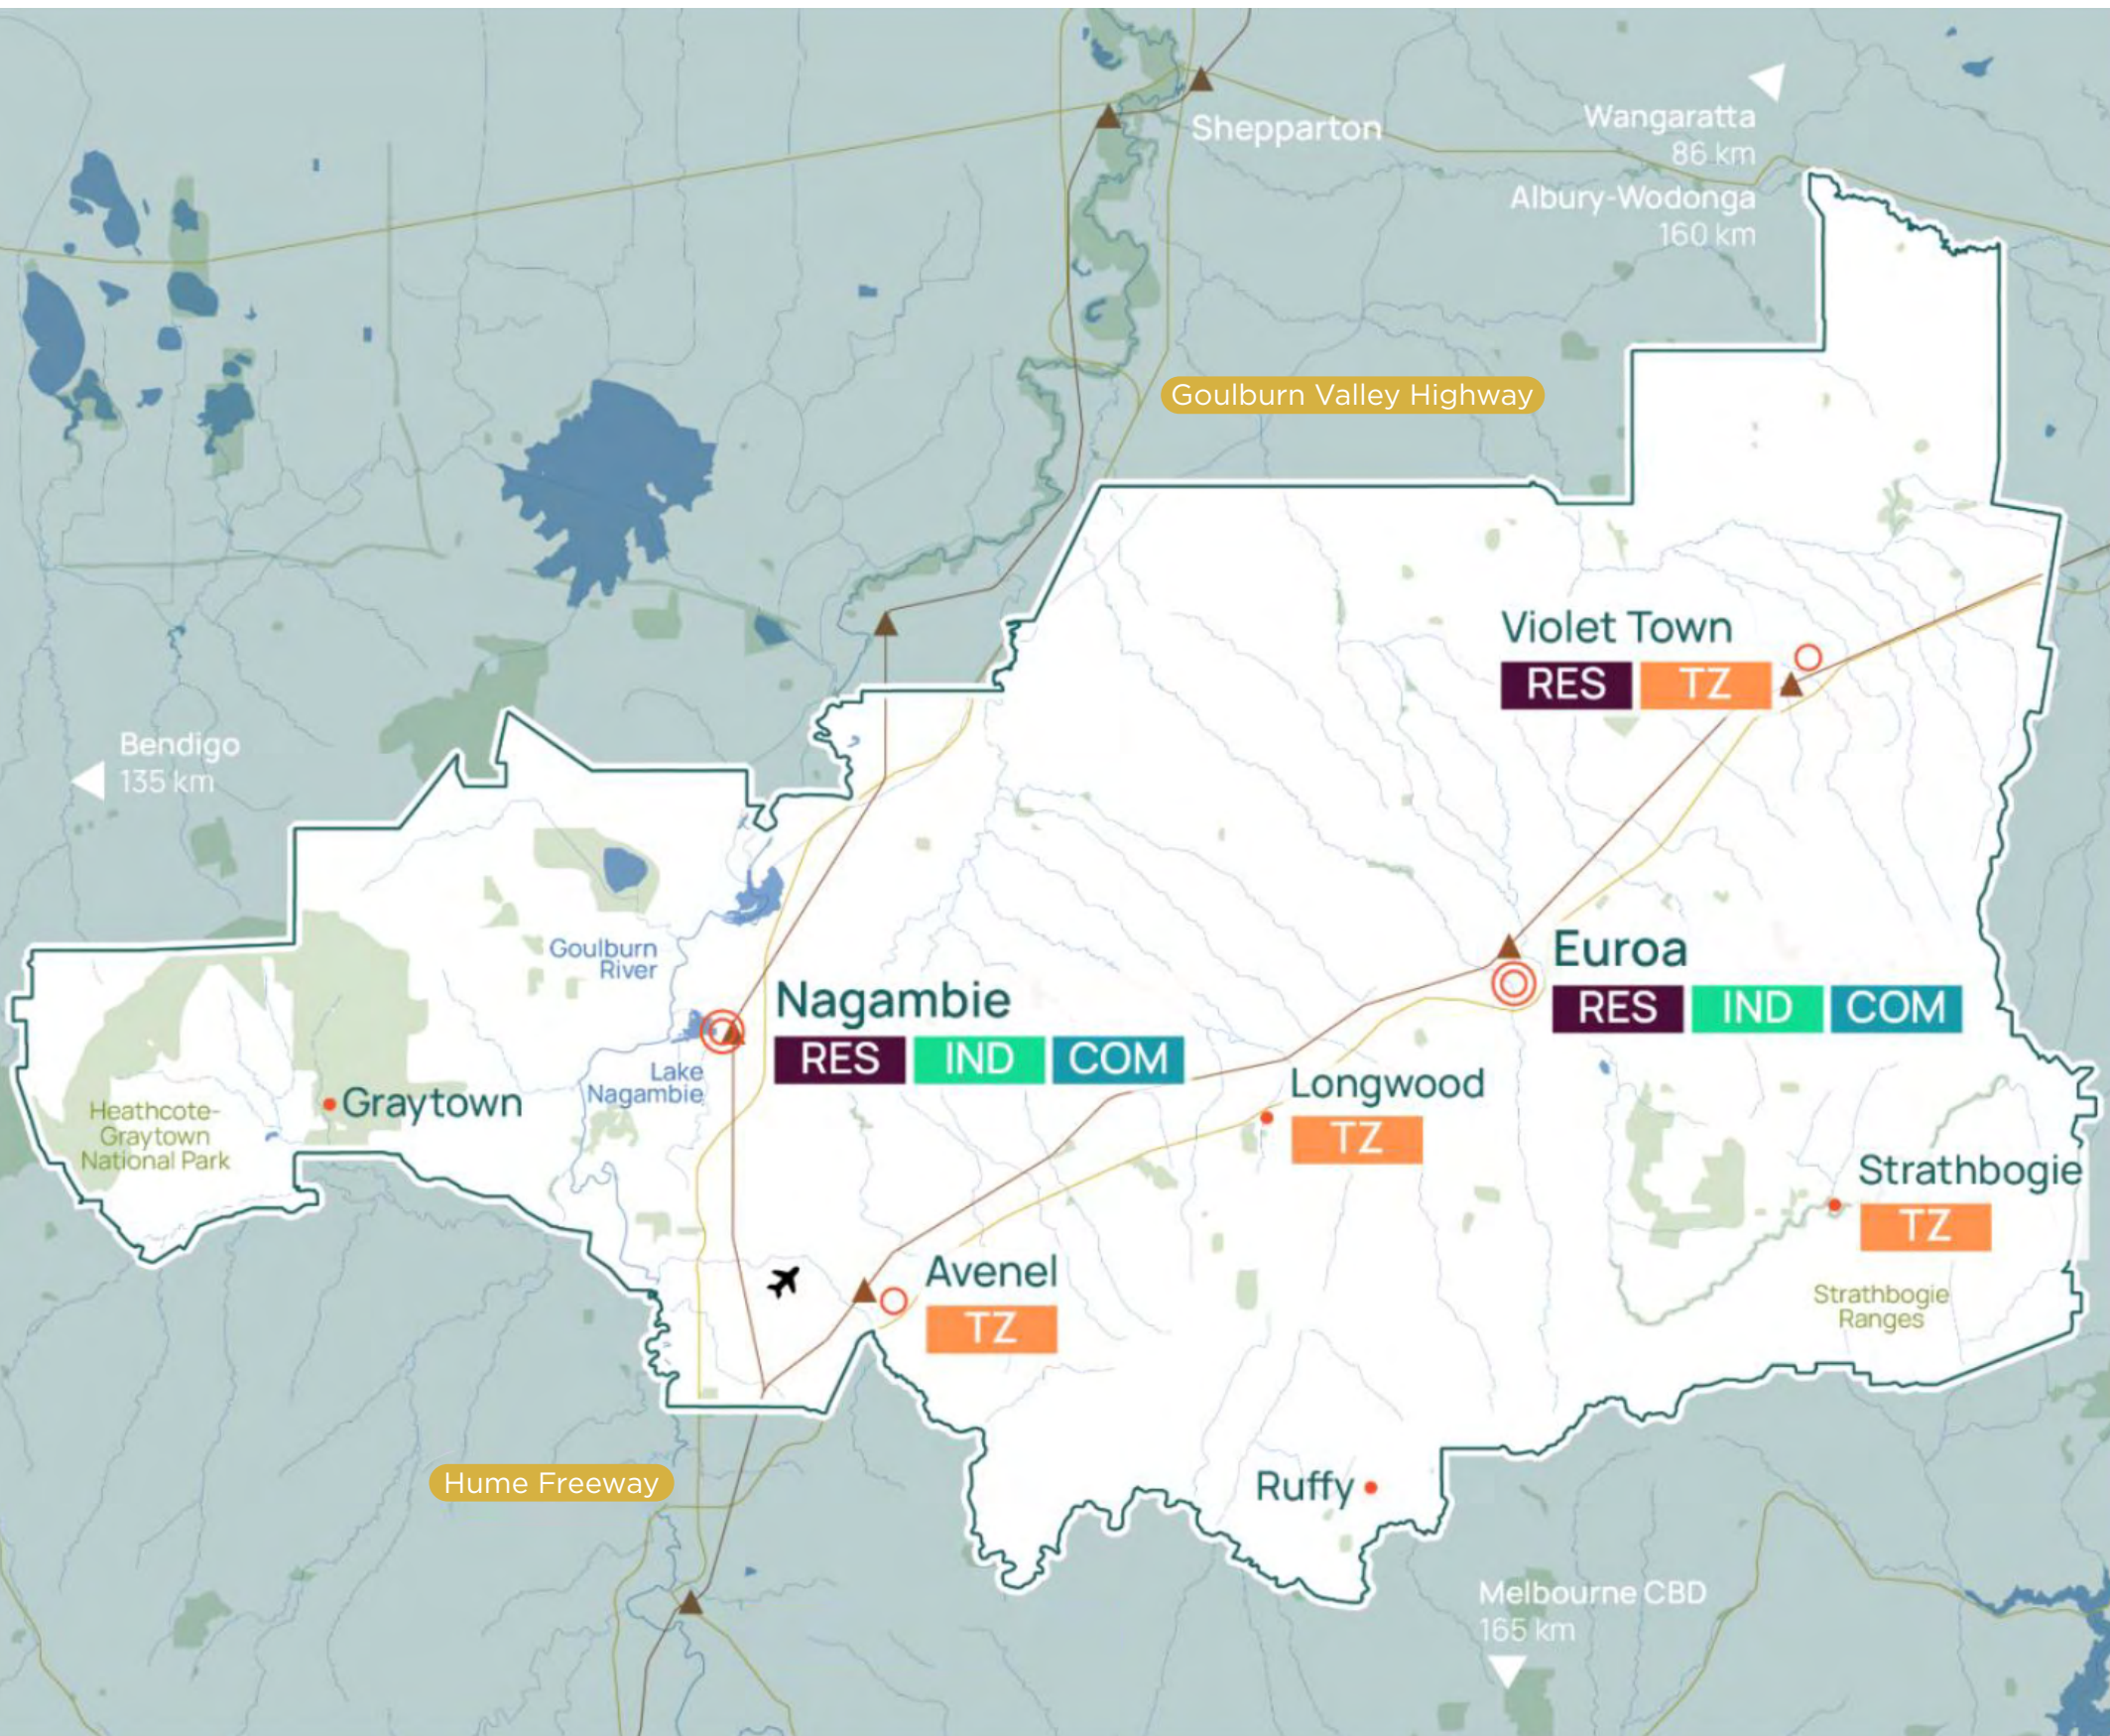 Shepparton
Wangaratta
86 km
Albury-Wodonga
160 km
Goulburn Valley Highway
Violet Town
RES TZ
Bendigo
135 km
Goulburn
River
Euroa
RES IND COM
Nagambie
RES IND COM
Lake
Nagambie
Longwood
TZ
Graytown
Heathcote-
Graytown
National Park
Strathbogie
TZ
Avenel
TZ
Strathbogie
Ranges
Hume Freeway
Ruffy
Melbourne CBD
165 km